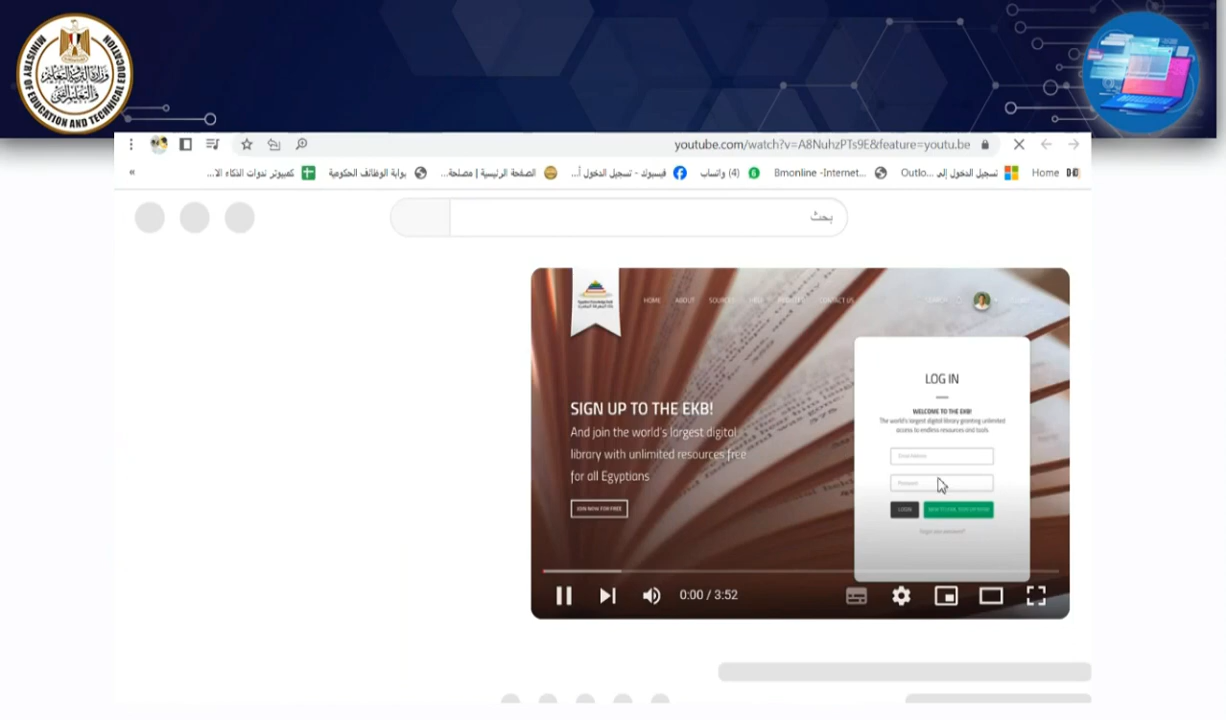 وزارة التربية والتعليم
والتعليم الفني
MINISTRY OF EDUCATION AND TECHNICAL EDUCATION
youtube.com/watch?v=A8NuhzPTs9E&feature=youtu.be
Home
تسجيل الدخول إلى Outlo...
Bmonline -Internet...
(4) واتساب
فيسبوك - تسجيل الدخول أ...
الصفحة الرئيسية | مصلحة...
بوابة الوظائف الحكومية
كمبيوتر ندوات الذكاء الا...
»
بحث
HOME ABOUT SOURCES CONTACT US
LOG IN
WELCOME TO THE EKB!
The world's largest digital library granting unlimited
access to endless resources and tools
Email Address
Password
LOGIN
Forgot your password?
SIGN UP TO THE EKB!
And join the world's largest digital
library with unlimited resources free
for all Egyptians
JOIN NOW FOR FREE
0:00 / 3:52